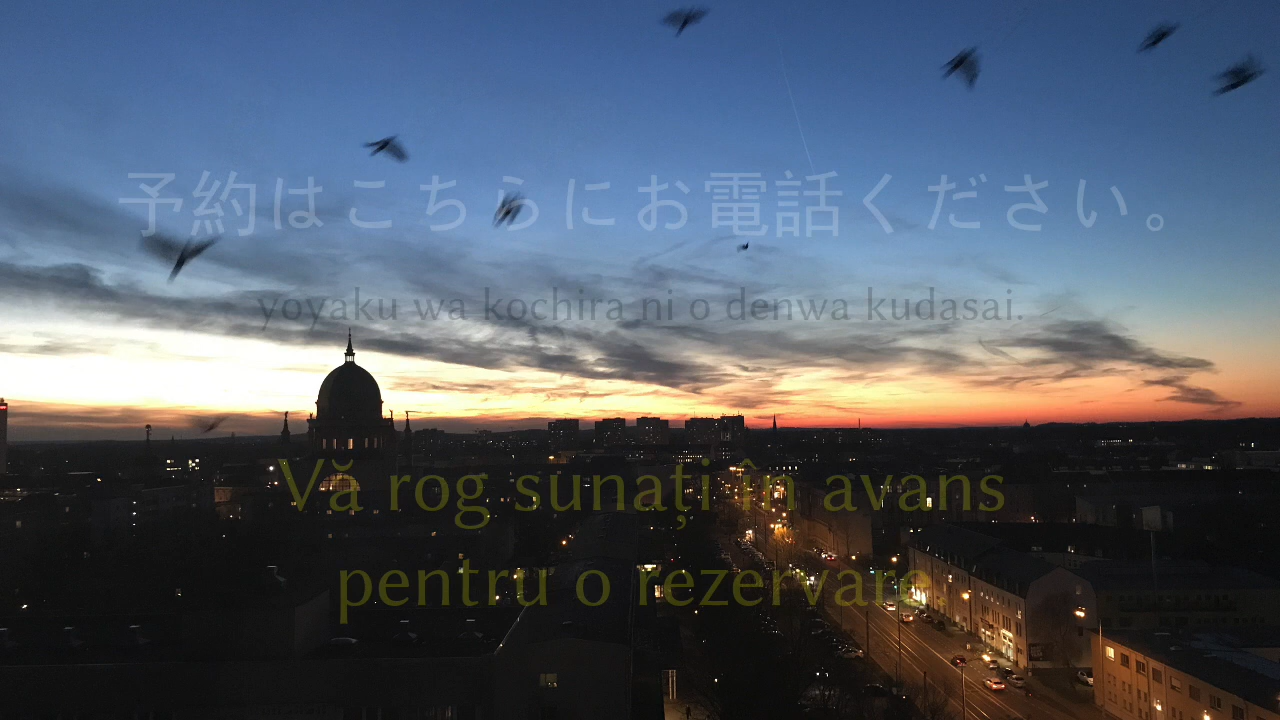 予約はこちらにお電話ください。
yoyaku wa kochira ni o denwa kudasai.
Vă rog sunați în avans
pentru o rezervare